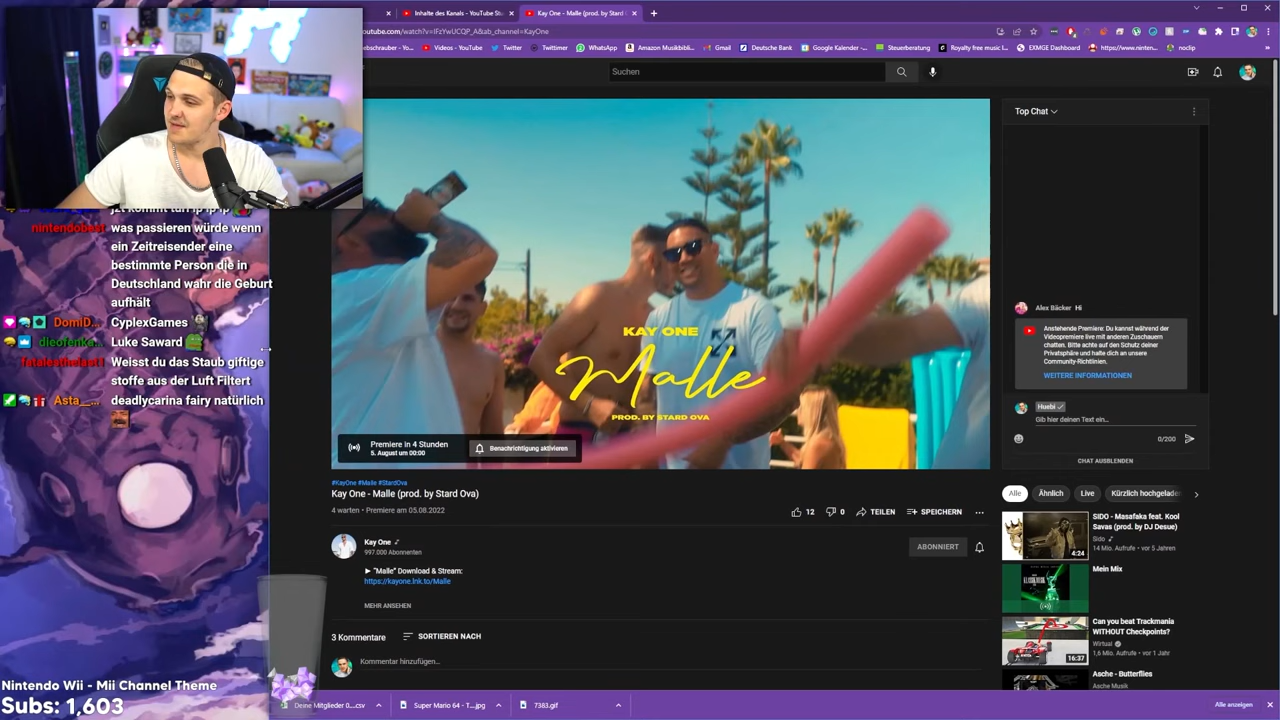 Inhalte des Kanals - YouTube St
Kay One - Malle (prod. by Stard
outube.com/watch?v=lFzYwUCQP_A&ab_channel=KayOne
Videos - YouTube
Twitter
Twittimer
WhatsApp
Amazon Musikbibli...
Gmail
Deutsche Bank
Google Kalender -...
Steuerberatung
Royalty free music l...
EXMGE Dashboard
https://www.ninten...
noclip
Suchen
nintendobest was passieren würde wenn
ein Zeitreisender eine
bestimmte Person die in
Deutschland wahr die Geburt
aufhält
DomiD... CyplexGames
Luke Saward
Weisst du das Staub giftige
stoffe aus der Luft Filtert
Asta__... deadlycarina fairy natürlich
Nintendo Wii - Mii Channel Theme
Subs: 1,603
KAY ONE
Malle
PROD. BY STARD OVA
Premiere in 4 Stunden
5. August um 00:00
Benachrichtigung aktivieren
#KayOne #Malle #StardOva
Kay One - Malle (prod. by Stard Ova)
4 warten • Premiere am 05.08.2022
12
0
TEILEN
SPEICHERN
Kay One
997.000 Abonnenten
ABONNIERT
► "Malle" Download & Stream:
https://kayone.lnk.to/Malle
MEHR ANSEHEN
3 Kommentare
SORTIEREN NACH
Kommentar hinzufügen...
Top Chat
Alex Bäcker Hi
Anstehende Premiere: Du kannst während der
Videopremiere live mit anderen Zuschauern
chatten. Bitte achte auf den Schutz deiner
Privatsphäre und halte dich an unsere
Community-Richtlinien.
WEITERE INFORMATIONEN
Huebi
Gib hier deinen Text ein...
0/200
CHAT AUSBLENDEN
Alle
Ähnlich
Live
Kürzlich hochgeladen
SIDO - Masafaka feat. Kool
Savas (prod. by DJ Desue)
Sido
14 Mio. Aufrufe • vor 5 Jahren
4:24
Mein Mix
Can you beat Trackmania
WITHOUT Checkpoints?
Wirtual
1,6 Mio. Aufrufe • vor 1 Jahr
16:37
Asche - Butterflies
Asche Musik
Deine Mitglieder 0....csv
Super Mario 64 - T....jpg
7383.gif
Alle anzeigen